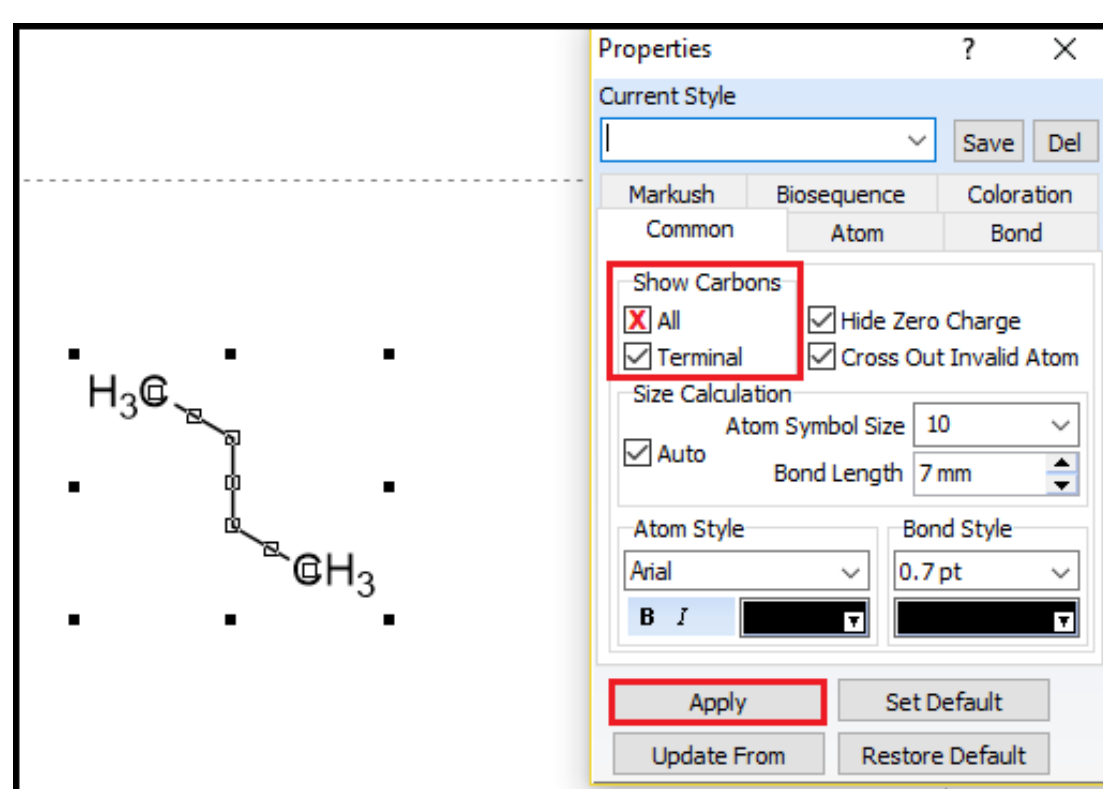 Properties ? X
Current Style
Save Del
Markush Biosequence Coloration
Common Atom Bond
Show Carbons
X All Hide Zero Charge
Terminal Cross Out Invalid Atom
Size Calculation
Atom Symbol Size 10
Auto
Bond Length 7 mm
Atom Style Bond Style
Arial 0.7 pt
B I
Apply Set Default
Update From Restore Default
H3C
CH3